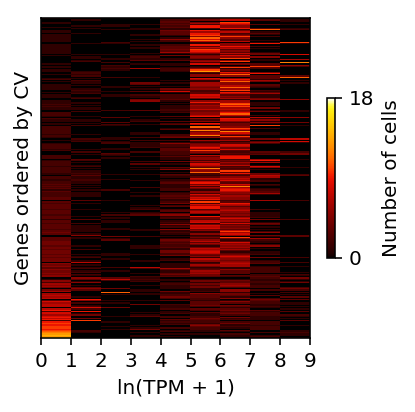 Genes ordered by CV
0 1 2 3 4 5 6 7 8 9
ln(TPM + 1)
18
0
Number of cells